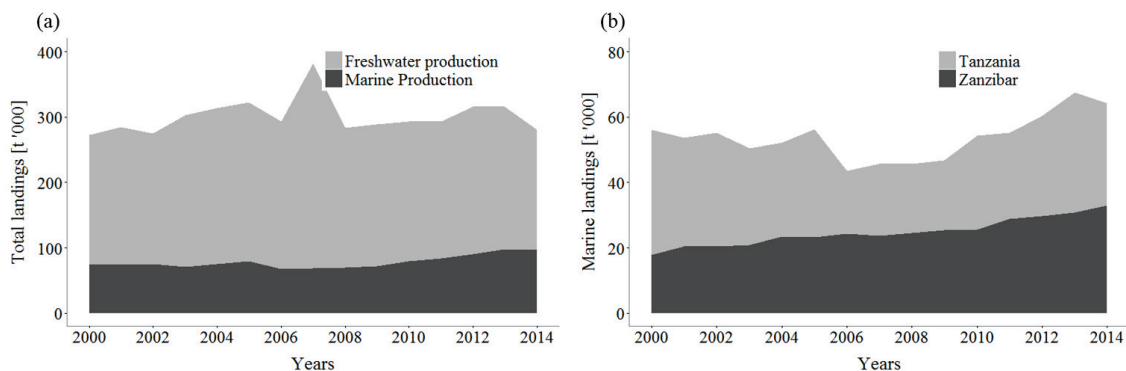 (a)
Total landings [t '000]
400
300
200
100
0
Freshwater production
Marine Production
2000 2002 2004 2006 2008 2010 2012 2014
Years
(b)
Marine landings [t '000]
80
60
40
20
0
Tanzania
Zanzibar
2000 2002 2004 2006 2008 2010 2012 2014
Years